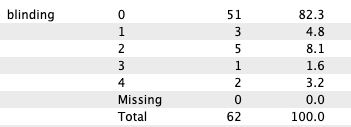 blinding 0 51 82.3
1 3 4.8
2 5 8.1
3 1 1.6
4 2 3.2
Missing 0 0.0
Total 62 100.0